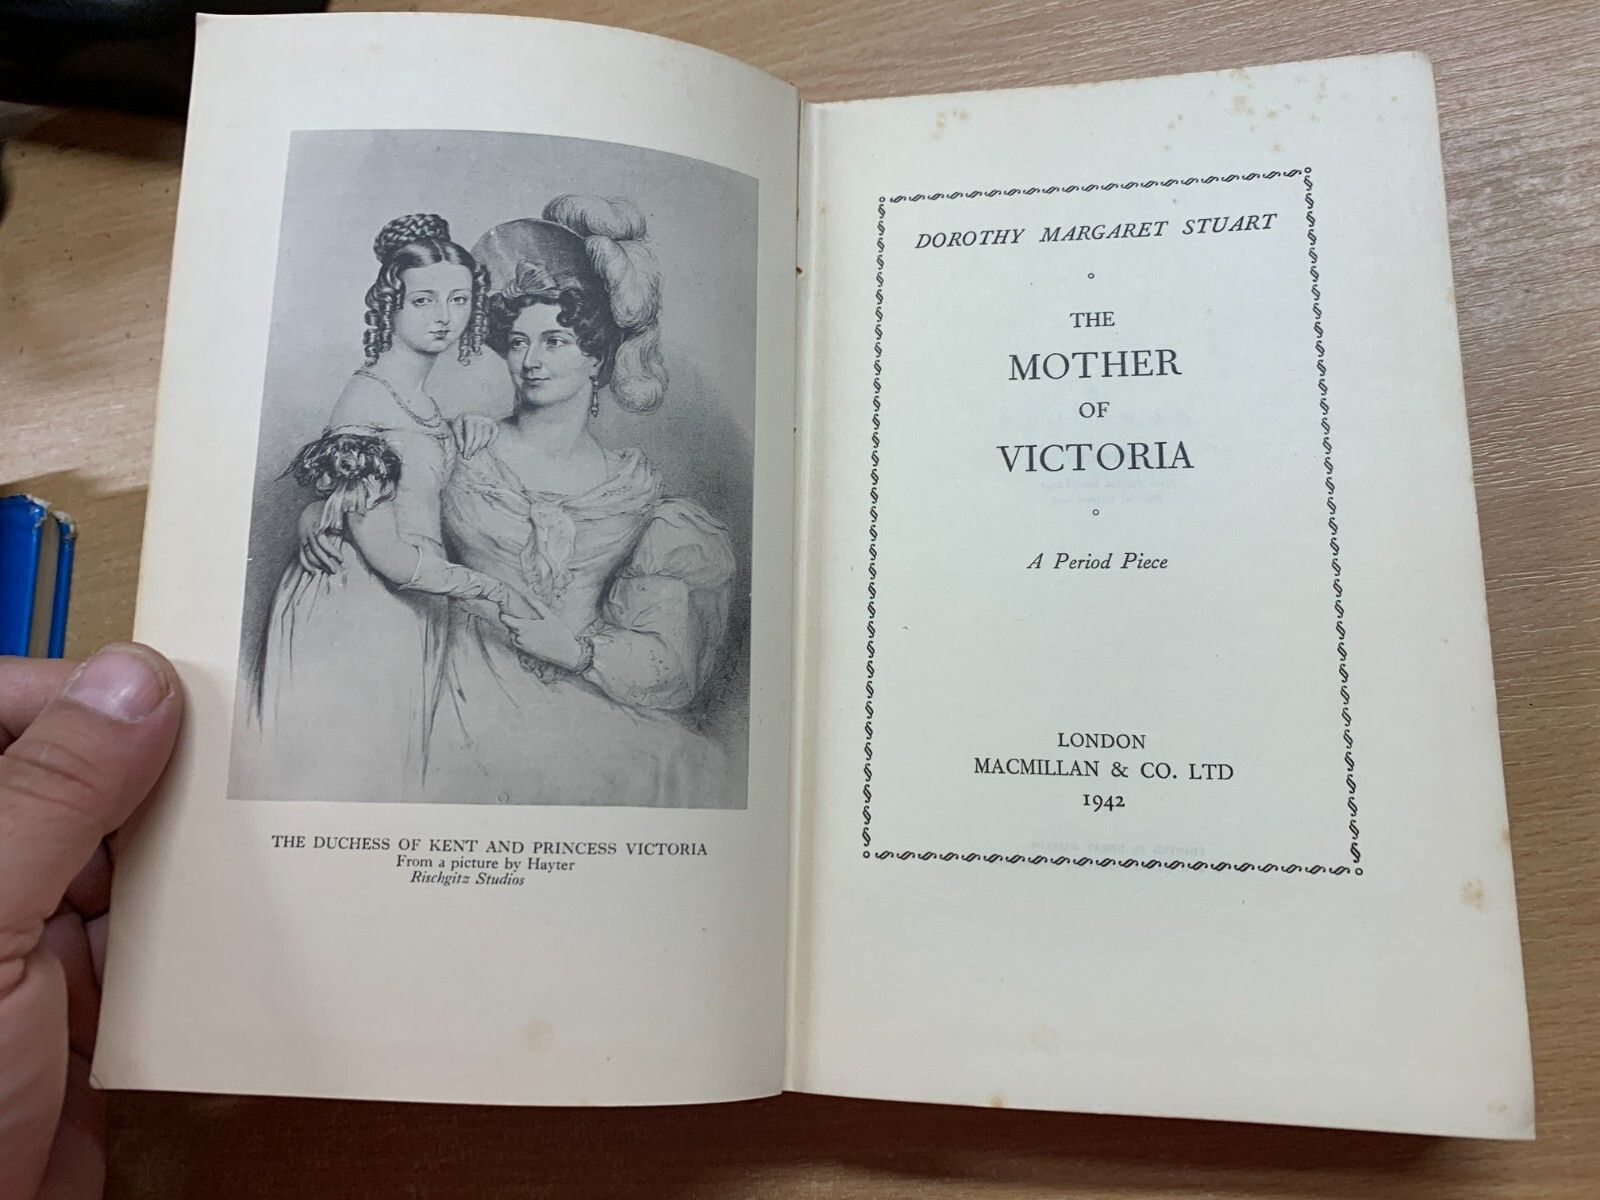 THE DUCHESS OF KENT AND PRINCESS VICTORIA
From a picture by Hayter
Rischgitz Studios
DOROTHY MARGARET STUART
THE
MOTHER
OF
VICTORIA
A Period Piece
LONDON
MACMILLAN & CO. LTD
1942